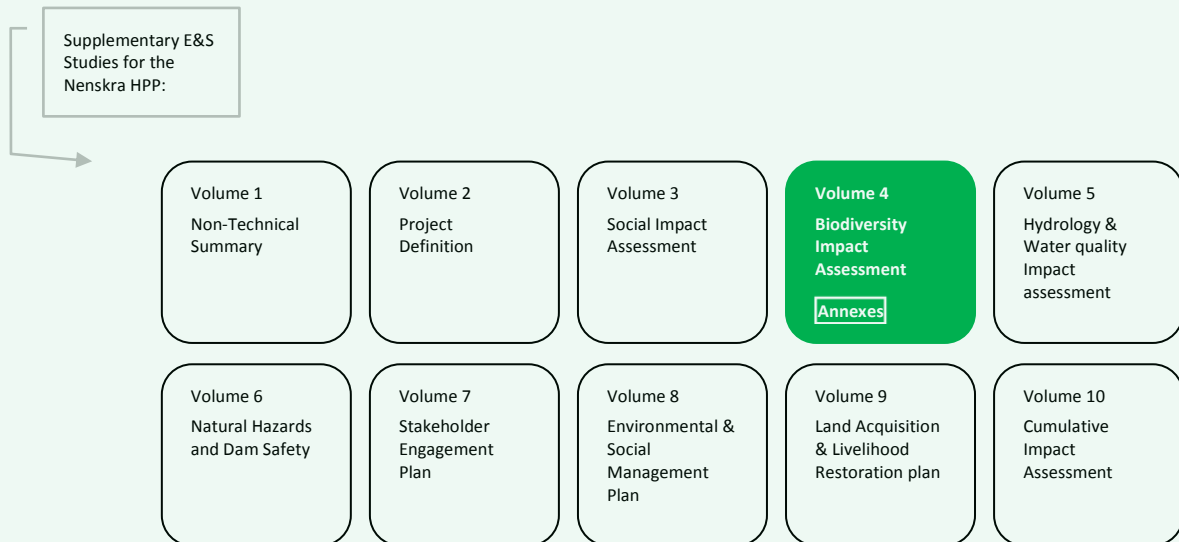 Supplementary E&S
Studies for the
Nenskra HPP:
Volume 1
Non-Technical
Summary
Volume 2
Project
Definition
Volume 3
Social Impact
Assessment
Volume 4
Biodiversity
Impact
Assessment
Annexes
Volume 5
Hydrology &
Water quality
Impact
assessment
Volume 6
Natural Hazards
and Dam Safety
Volume 7
Stakeholder
Engagement
Plan
Volume 8
Environmental &
Social
Management
Plan
Volume 9
Land Acquisition
& Livelihood
Restoration plan
Volume 10
Cumulative
Impact
Assessment